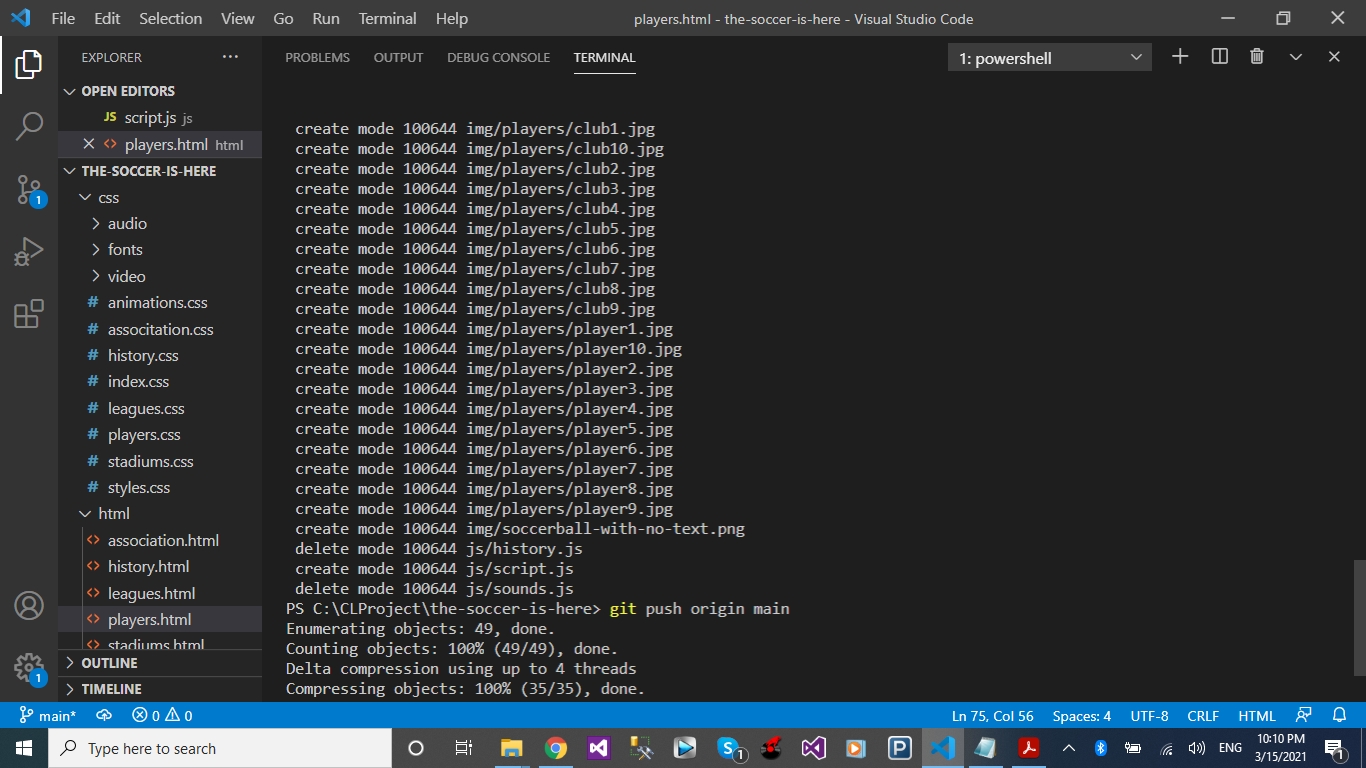 File Edit Selection View Go Run Terminal Help
players.html - the-soccer-is-here - Visual Studio Code
EXPLORER
OPEN EDITORS
JS script.js js
players.html html
THE-SOCCER-IS-HERE
css
audio
fonts
video
# animations.css
# associtation.css
# history.css
# index.css
# leagues.css
# players.css
# stadiums.css
# styles.css
html
association.html
history.html
leagues.html
players.html
stadiums.html
OUTLINE
TIMELINE
1
1
PROBLEMS OUTPUT DEBUG CONSOLE TERMINAL
1: powershell
create mode 100644 img/players/club1.jpg
create mode 100644 img/players/club10.jpg
create mode 100644 img/players/club2.jpg
create mode 100644 img/players/club3.jpg
create mode 100644 img/players/club4.jpg
create mode 100644 img/players/club5.jpg
create mode 100644 img/players/club6.jpg
create mode 100644 img/players/club7.jpg
create mode 100644 img/players/club8.jpg
create mode 100644 img/players/club9.jpg
create mode 100644 img/players/player1.jpg
create mode 100644 img/players/player10.jpg
create mode 100644 img/players/player2.jpg
create mode 100644 img/players/player3.jpg
create mode 100644 img/players/player4.jpg
create mode 100644 img/players/player5.jpg
create mode 100644 img/players/player6.jpg
create mode 100644 img/players/player7.jpg
create mode 100644 img/players/player8.jpg
create mode 100644 img/players/player9.jpg
create mode 100644 img/soccerball-with-no-text.png
delete mode 100644 js/history.js
create mode 100644 js/script.js
delete mode 100644 js/sounds.js
PS C:\CLProject\the-soccer-is-here> git push origin main
Enumerating objects: 49, done.
Counting objects: 100% (49/49), done.
Delta compression using up to 4 threads
Compressing objects: 100% (35/35), done.
main* 0 0
Ln 75, Col 56 Spaces: 4 UTF-8 CRLF HTML
Type here to search
S 1
P
ENG
10:10 PM
3/15/2021
1